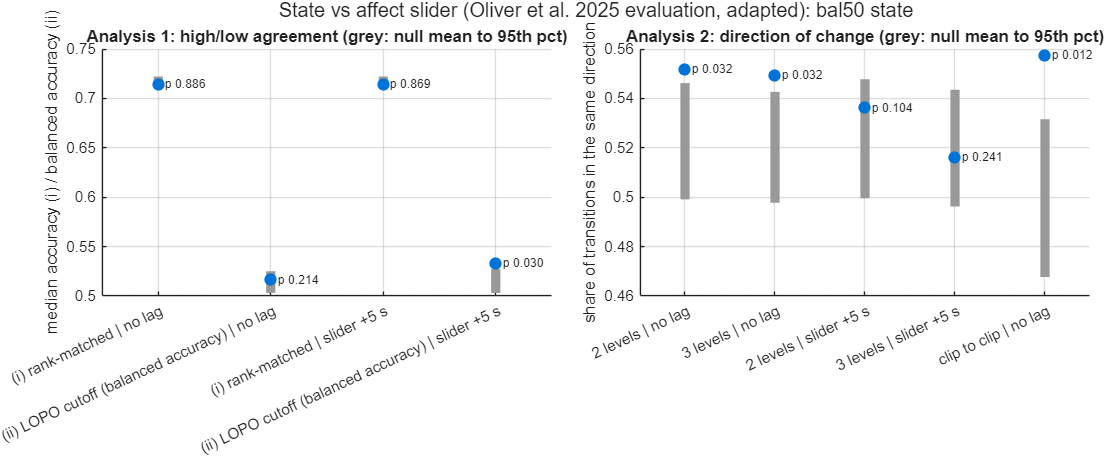 State vs affect slider (Oliver et al. 2025 evaluation, adapted): bal50 state
Analysis 1: high/low agreement (grey: null mean to 95th pct)
median accuracy (i) / balanced accuracy (ii)
0.75
0.7
0.65
0.6
0.55
0.5
p 0.886
p 0.214
p 0.869
p 0.030
(i) rank-matched | no lag
(ii) LOPO cutoff (balanced accuracy) | no lag
(i) rank-matched | slider +5 s
(ii) LOPO cutoff (balanced accuracy) | slider +5 s
Analysis 2: direction of change (grey: null mean to 95th pct)
share of transitions in the same direction
0.56
0.54
0.52
0.5
0.48
0.46
p 0.032
p 0.032
p 0.104
p 0.241
p 0.012
2 levels | no lag
3 levels | no lag
2 levels | slider +5 s
3 levels | slider +5 s
clip to clip | no lag